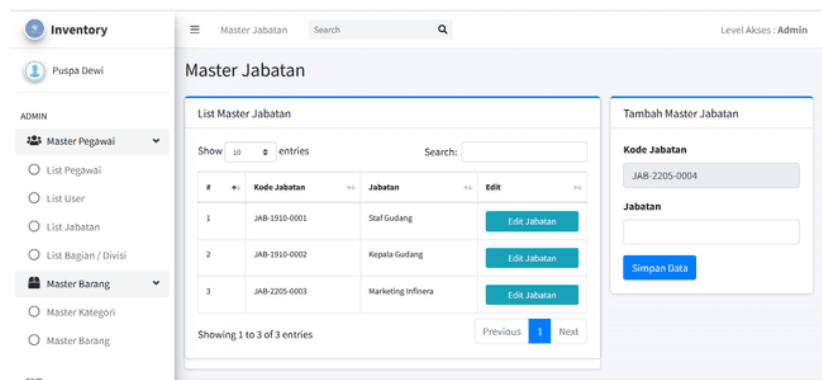 Inventory
Master Jabatan
Search
Level Akses : Admin
Puspa Dewi
Master Jabatan
ADMIN
Master Pegawai
List Pegawai
List User
List Jabatan
List Bagian / Divisi
Master Barang
Master Kategori
Master Barang
List Master Jabatan
Show 10 entries
Search:
# Kode Jabatan Jabatan Edit
1 JAB-1910-0001 Staf Gudang Edit Jabatan
2 JAB-1910-0002 Kepala Gudang Edit Jabatan
3 JAB-2205-0003 Marketing Infinera Edit Jabatan
Showing 1 to 3 of 3 entries
Previous 1 Next
Tambah Master Jabatan
Kode Jabatan
JAB-2205-0004
Jabatan
Simpan Data